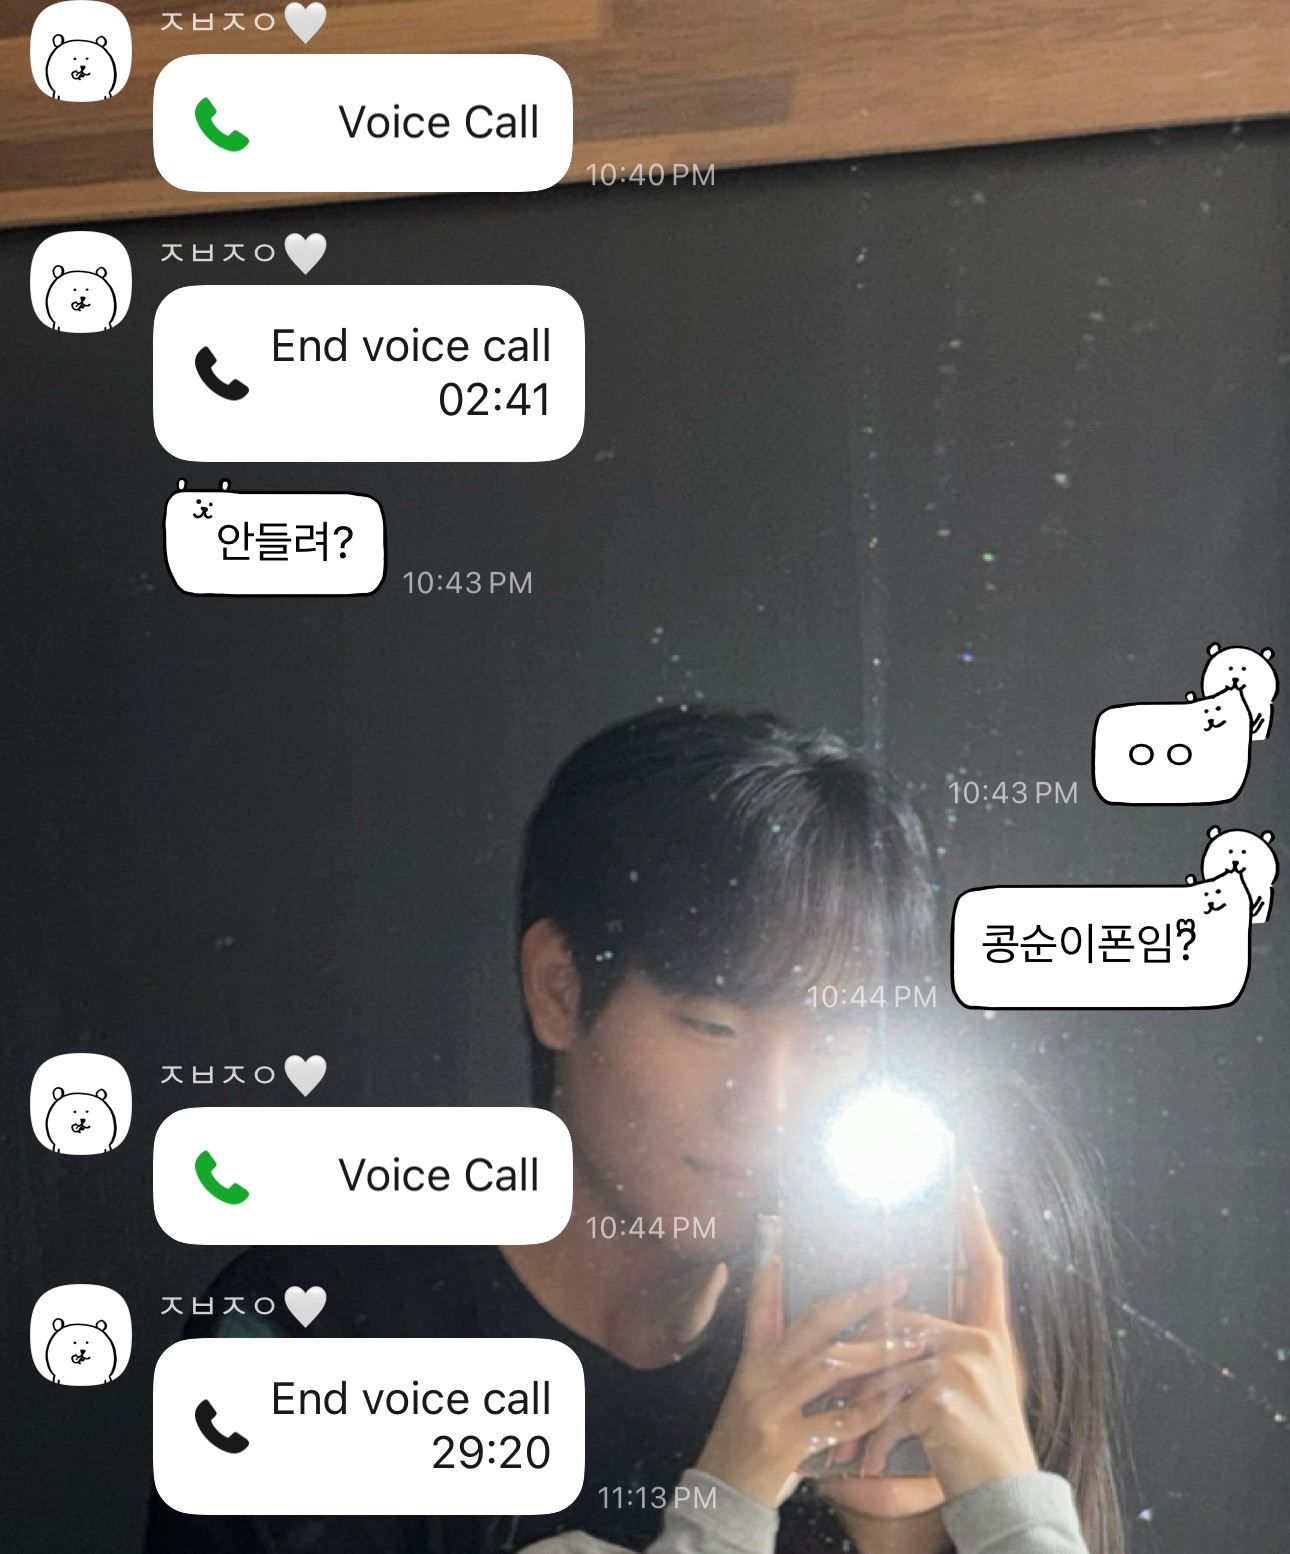 ㅈㅂㅈㅇ🤍
Voice Call
10:40 PM
ㅈㅂㅈㅇ🤍
End voice call
02:41
안들려?
10:43 PM
ㅇㅇ
10:43 PM
콩순이폰임?
10:44 PM
ㅈㅂㅈㅇ🤍
Voice Call
10:44 PM
ㅈㅂㅈㅇ🤍
End voice call
29:20
11:13 PM